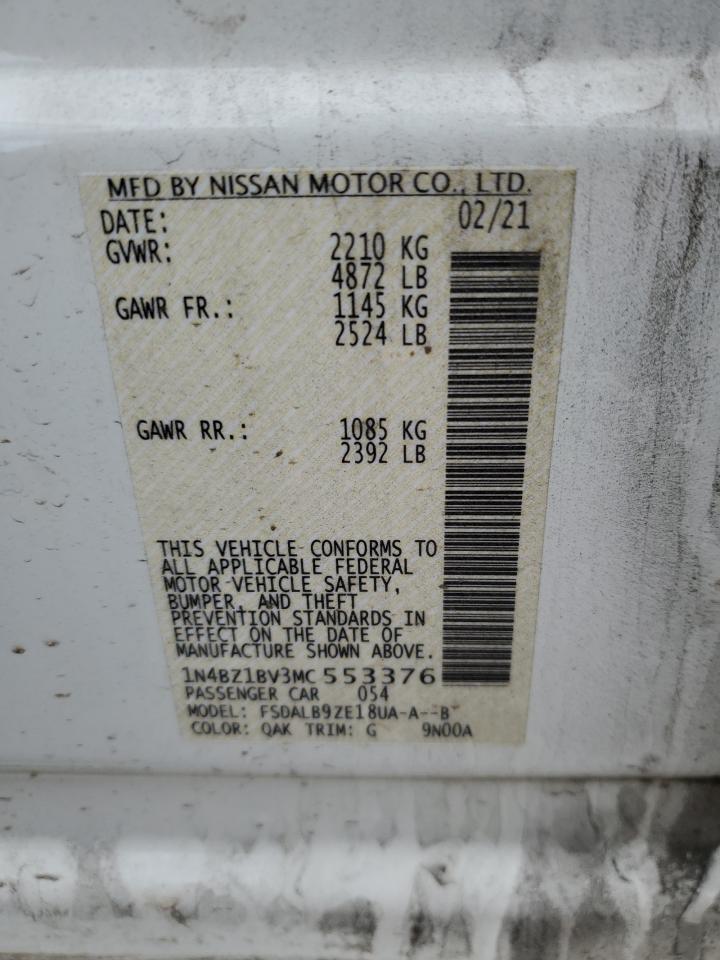 MFD BY NISSAN MOTOR CO., LTD.
DATE: 02/21
GVWR: 2210 KG
4872 LB
GAWR FR.: 1145 KG
2524 LB
GAWR RR.: 1085 KG
2392 LB
THIS VEHICLE CONFORMS TO
ALL APPLICABLE FEDERAL
MOTOR VEHICLE SAFETY,
BUMPER, AND THEFT
PREVENTION STANDARDS IN
EFFECT ON THE DATE OF
MANUFACTURE SHOWN ABOVE.
1N4BZ1BV3MC553376
PASSENGER CAR 054
MODEL: FSDALB9ZE18UA-A--B
COLOR: QAK TRIM: G 9N00A